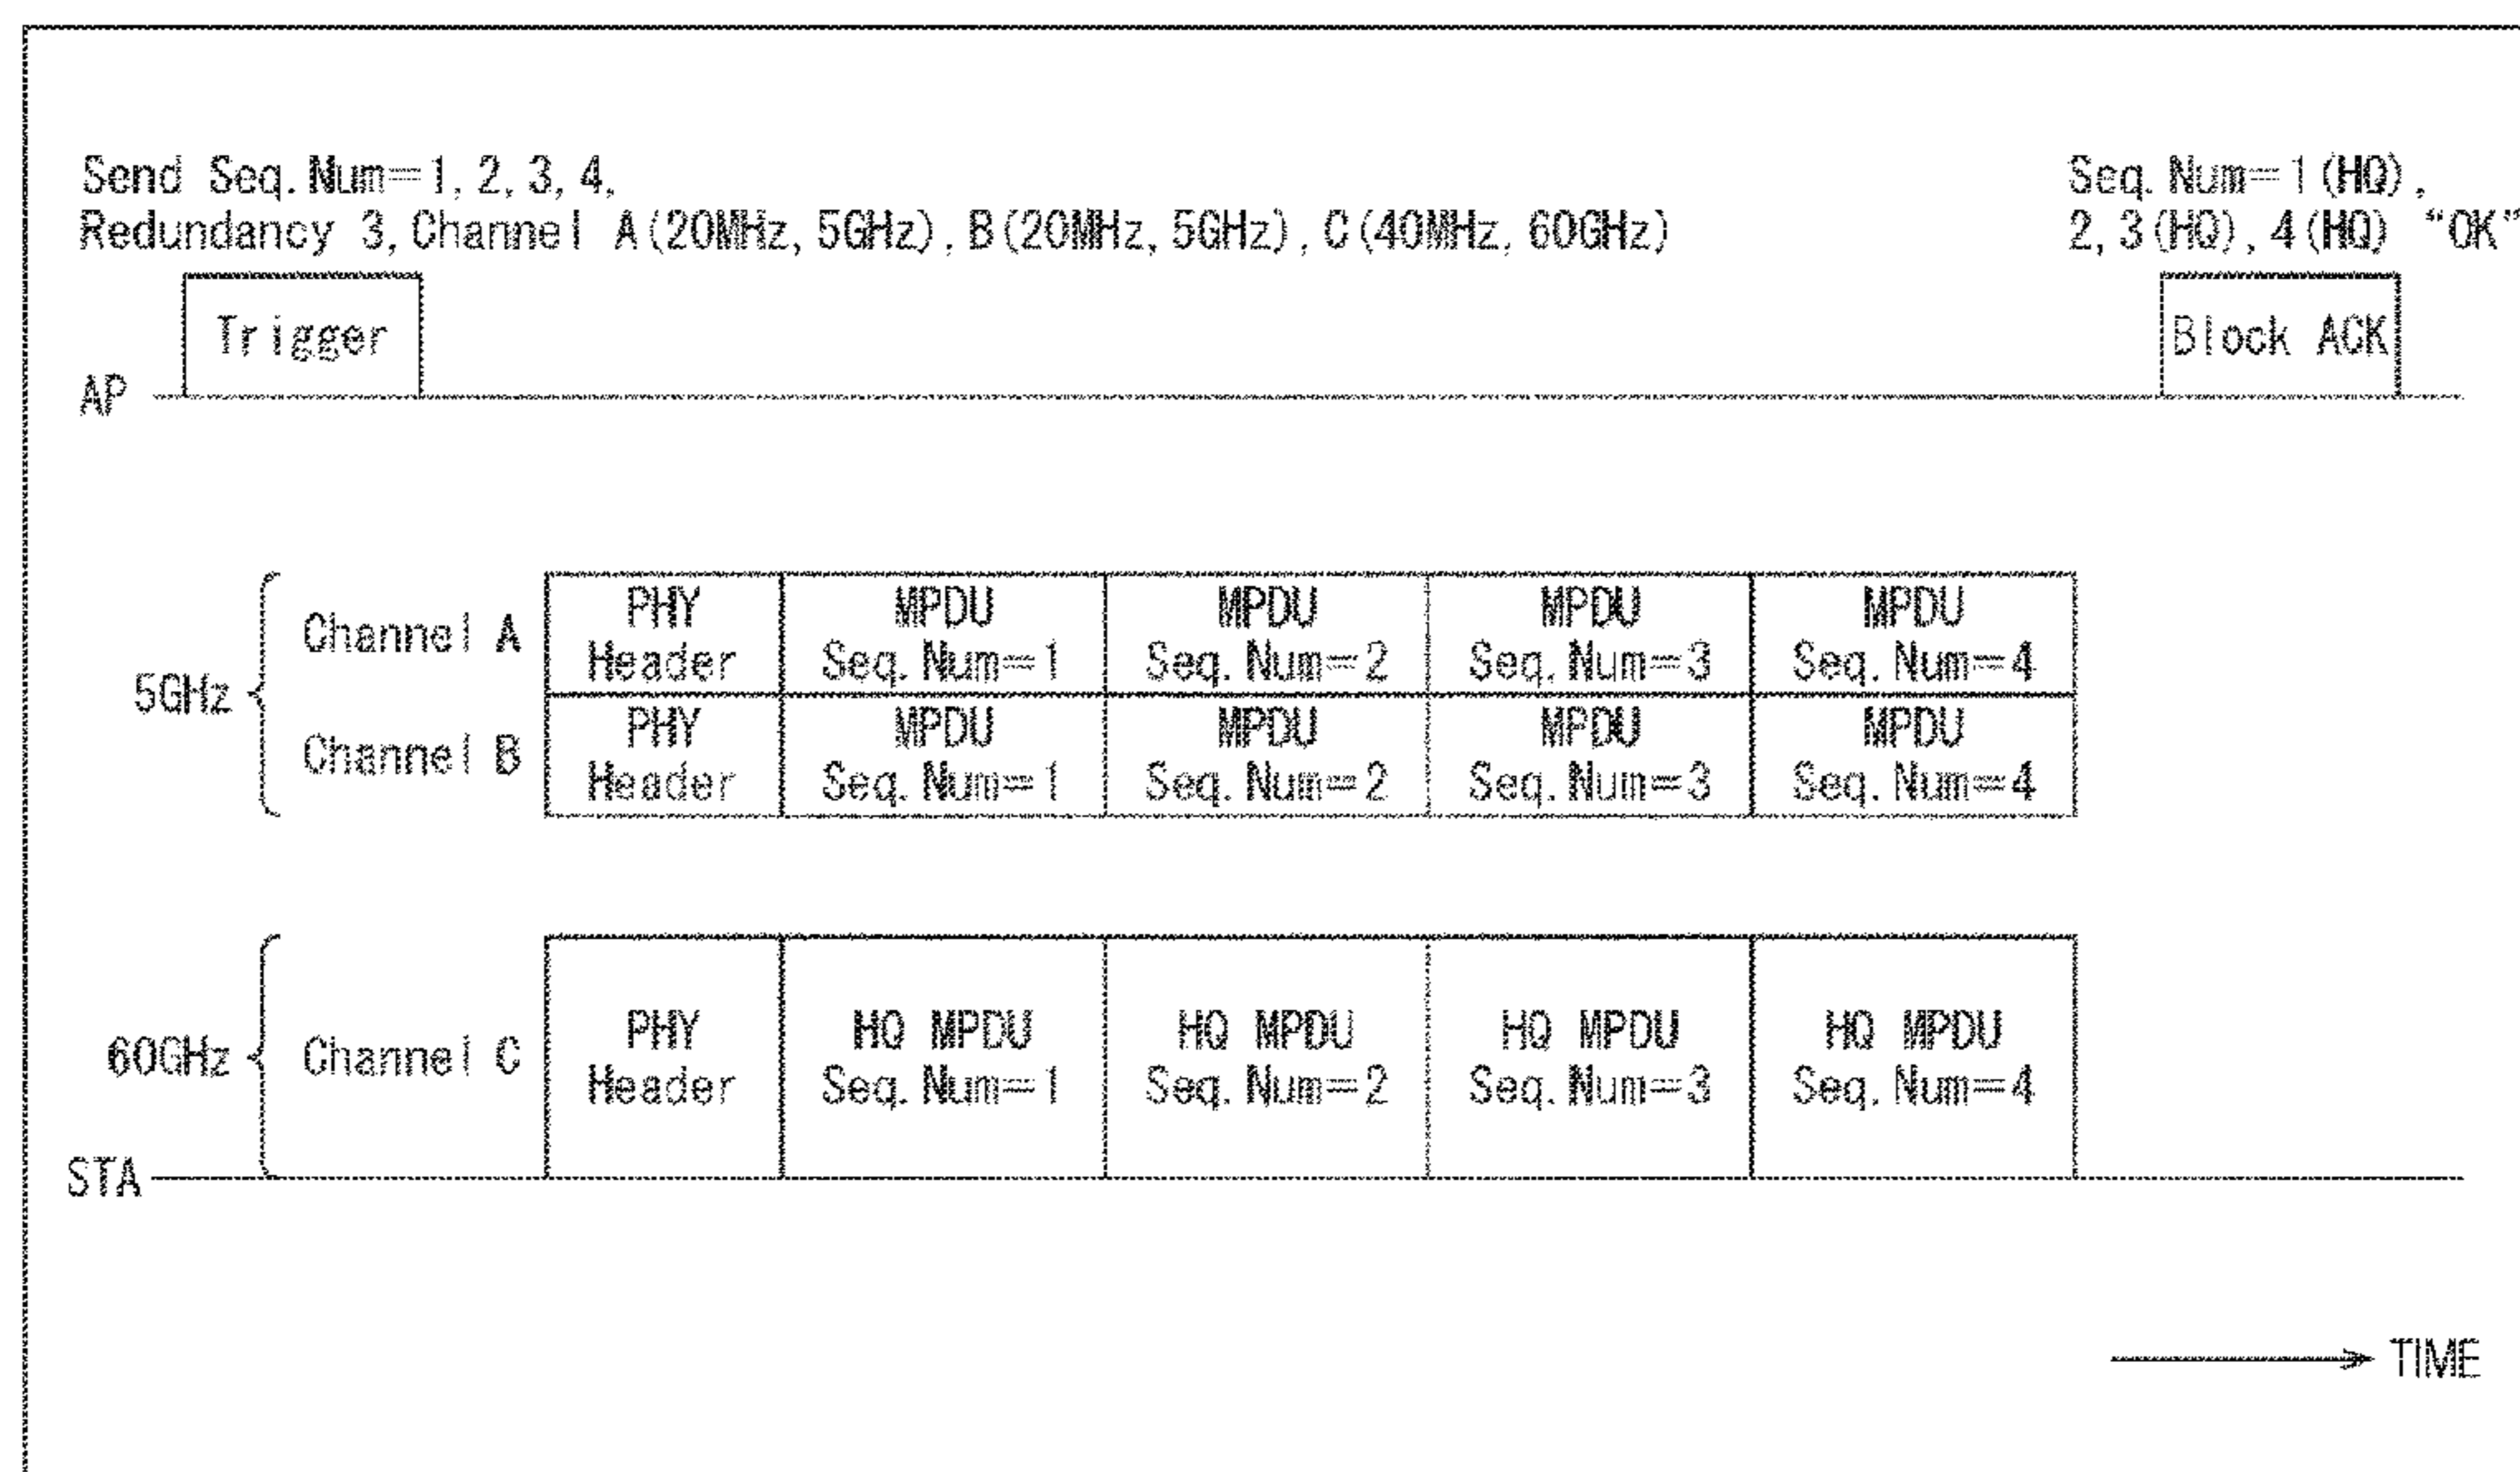 Send Seq.Num=1, 2, 3, 4,
Redundancy 3, Channel A(20MHz, 5GHz), B(20MHz, 5GHz), C(40MHz, 60GHz)
Seq.Num=1(HQ),
2, 3(HQ), 4(HQ) “OK”
Trigger
Block ACK
AP
5GHz
Channel A
PHY
Header
MPDU
Seq.Num=1
MPDU
Seq.Num=2
MPDU
Seq.Num=3
MPDU
Seq.Num=4
Channel B
PHY
Header
MPDU
Seq.Num=1
MPDU
Seq.Num=2
MPDU
Seq.Num=3
MPDU
Seq.Num=4
60GHz
Channel C
PHY
Header
HQ MPDU
Seq.Num=1
HQ MPDU
Seq.Num=2
HQ MPDU
Seq.Num=3
HQ MPDU
Seq.Num=4
STA
TIME